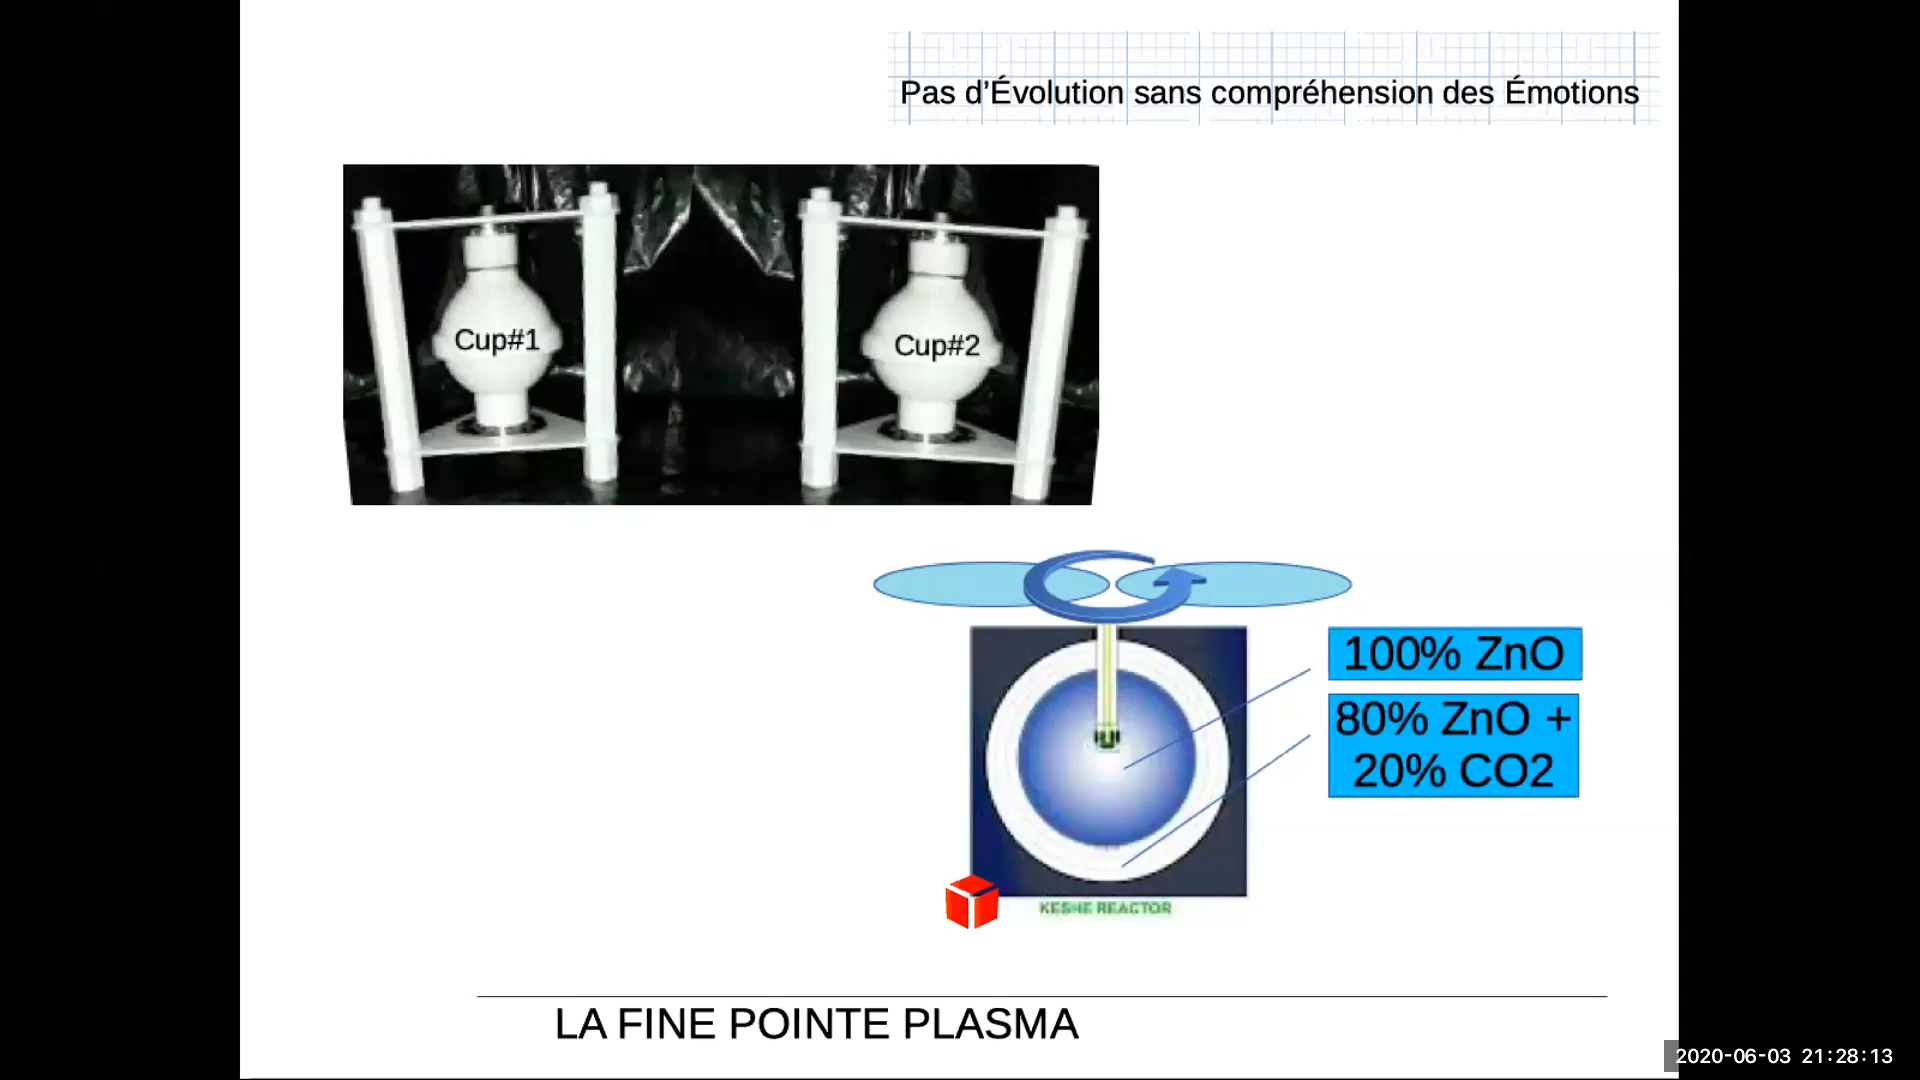 Pas d’Évolution sans compréhension des Émotions
Cup#1
Cup#2
100% ZnO
80% ZnO +
20% CO2
KESHE REACTOR
LA FINE POINTE PLASMA
2020-06-03 21:28:13